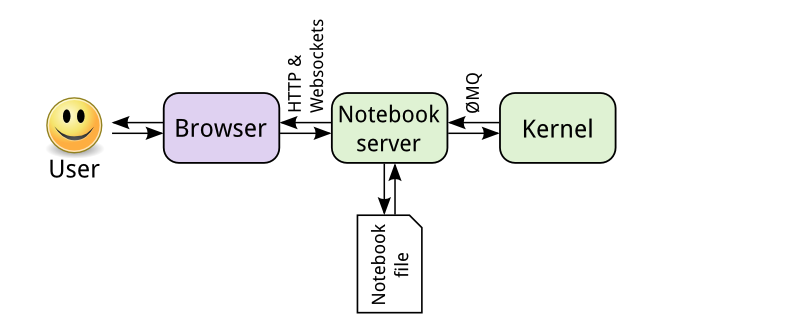 User
Browser
HTTP &
Websockets
Notebook
server
ØMQ
Kernel
Notebook
file